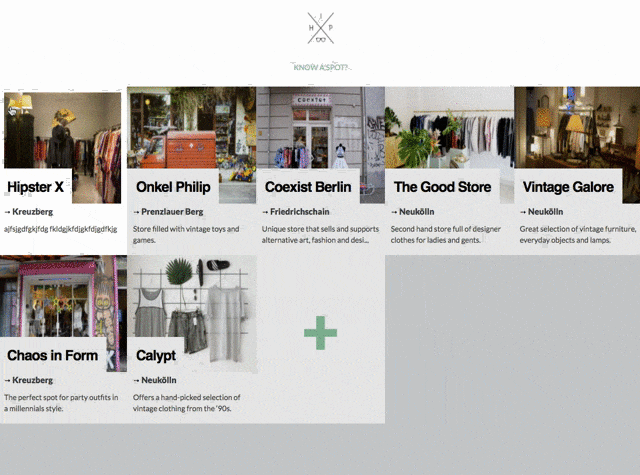 H P
KNOW A SPOT?
COEXIST
Hipster X
→ Kreuzberg
ajfsjgdfgkjfdg fkldgjkfdjgkfdjgdfkjg
Onkel Philip
→ Prenzlauer Berg
Store filled with vintage toys and
games.
Coexist Berlin
→ Friedrichschain
Unique store that sells and supports
alternative art, fashion and desi...
The Good Store
→ Neukölln
Second hand store full of designer
clothes for ladies and gents.
Vintage Galore
→ Neukölln
Great selection of vintage furniture,
everyday objects and lamps.
Chaos in Form
→ Kreuzberg
The perfect spot for party outfits in
a millennials style.
Calypt
→ Neukölln
Offers a hand-picked selection of
vintage clothing from the '90s.